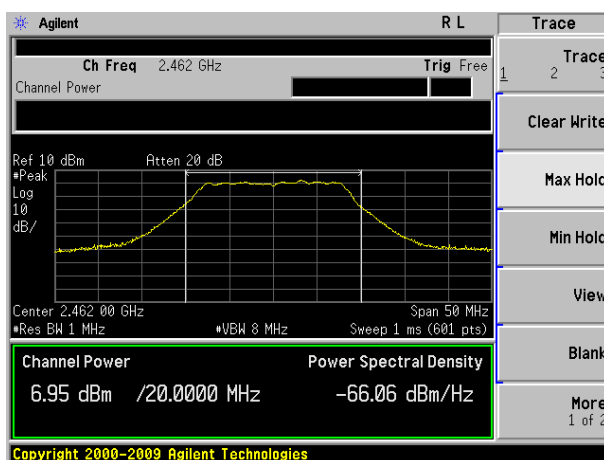 Agilent R L Trace
Ch Freq 2.462 GHz Trig Free
Channel Power
Trace
1 2 3
Clear Write
Max Hold
Min Hold
View
Blank
More
1 of 2
Ref 10 dBm Atten 20 dB
#Peak
Log
10
dB/
Center 2.462 00 GHz Span 50 MHz
#Res BW 1 MHz #VBW 8 MHz Sweep 1 ms (601 pts)
Channel Power Power Spectral Density
6.95 dBm /20.0000 MHz -66.06 dBm/Hz
Copyright 2000-2009 Agilent Technologies